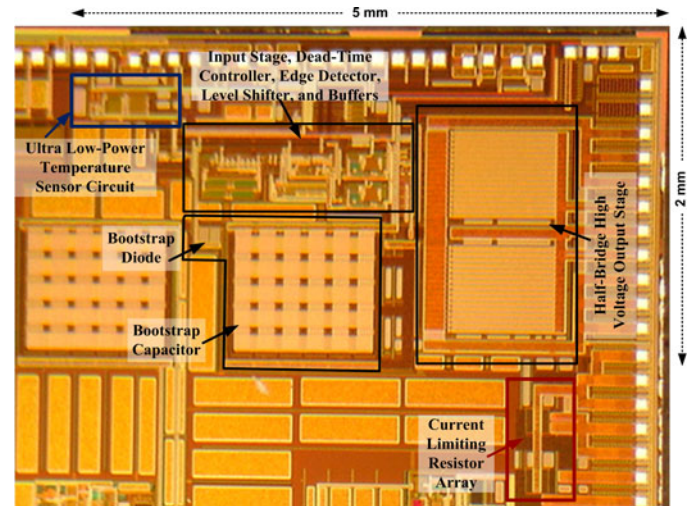 5 mm
Input Stage, Dead-Time
Controller, Edge Detector,
Level Shifter, and Buffers
Ultra Low-Power
Temperature
Sensor Circuit
2 mm
Bootstrap
Diode
Half-Bridge High
Voltage Output Stage
Bootstrap
Capacitor
Current
Limiting
Resistor
Array